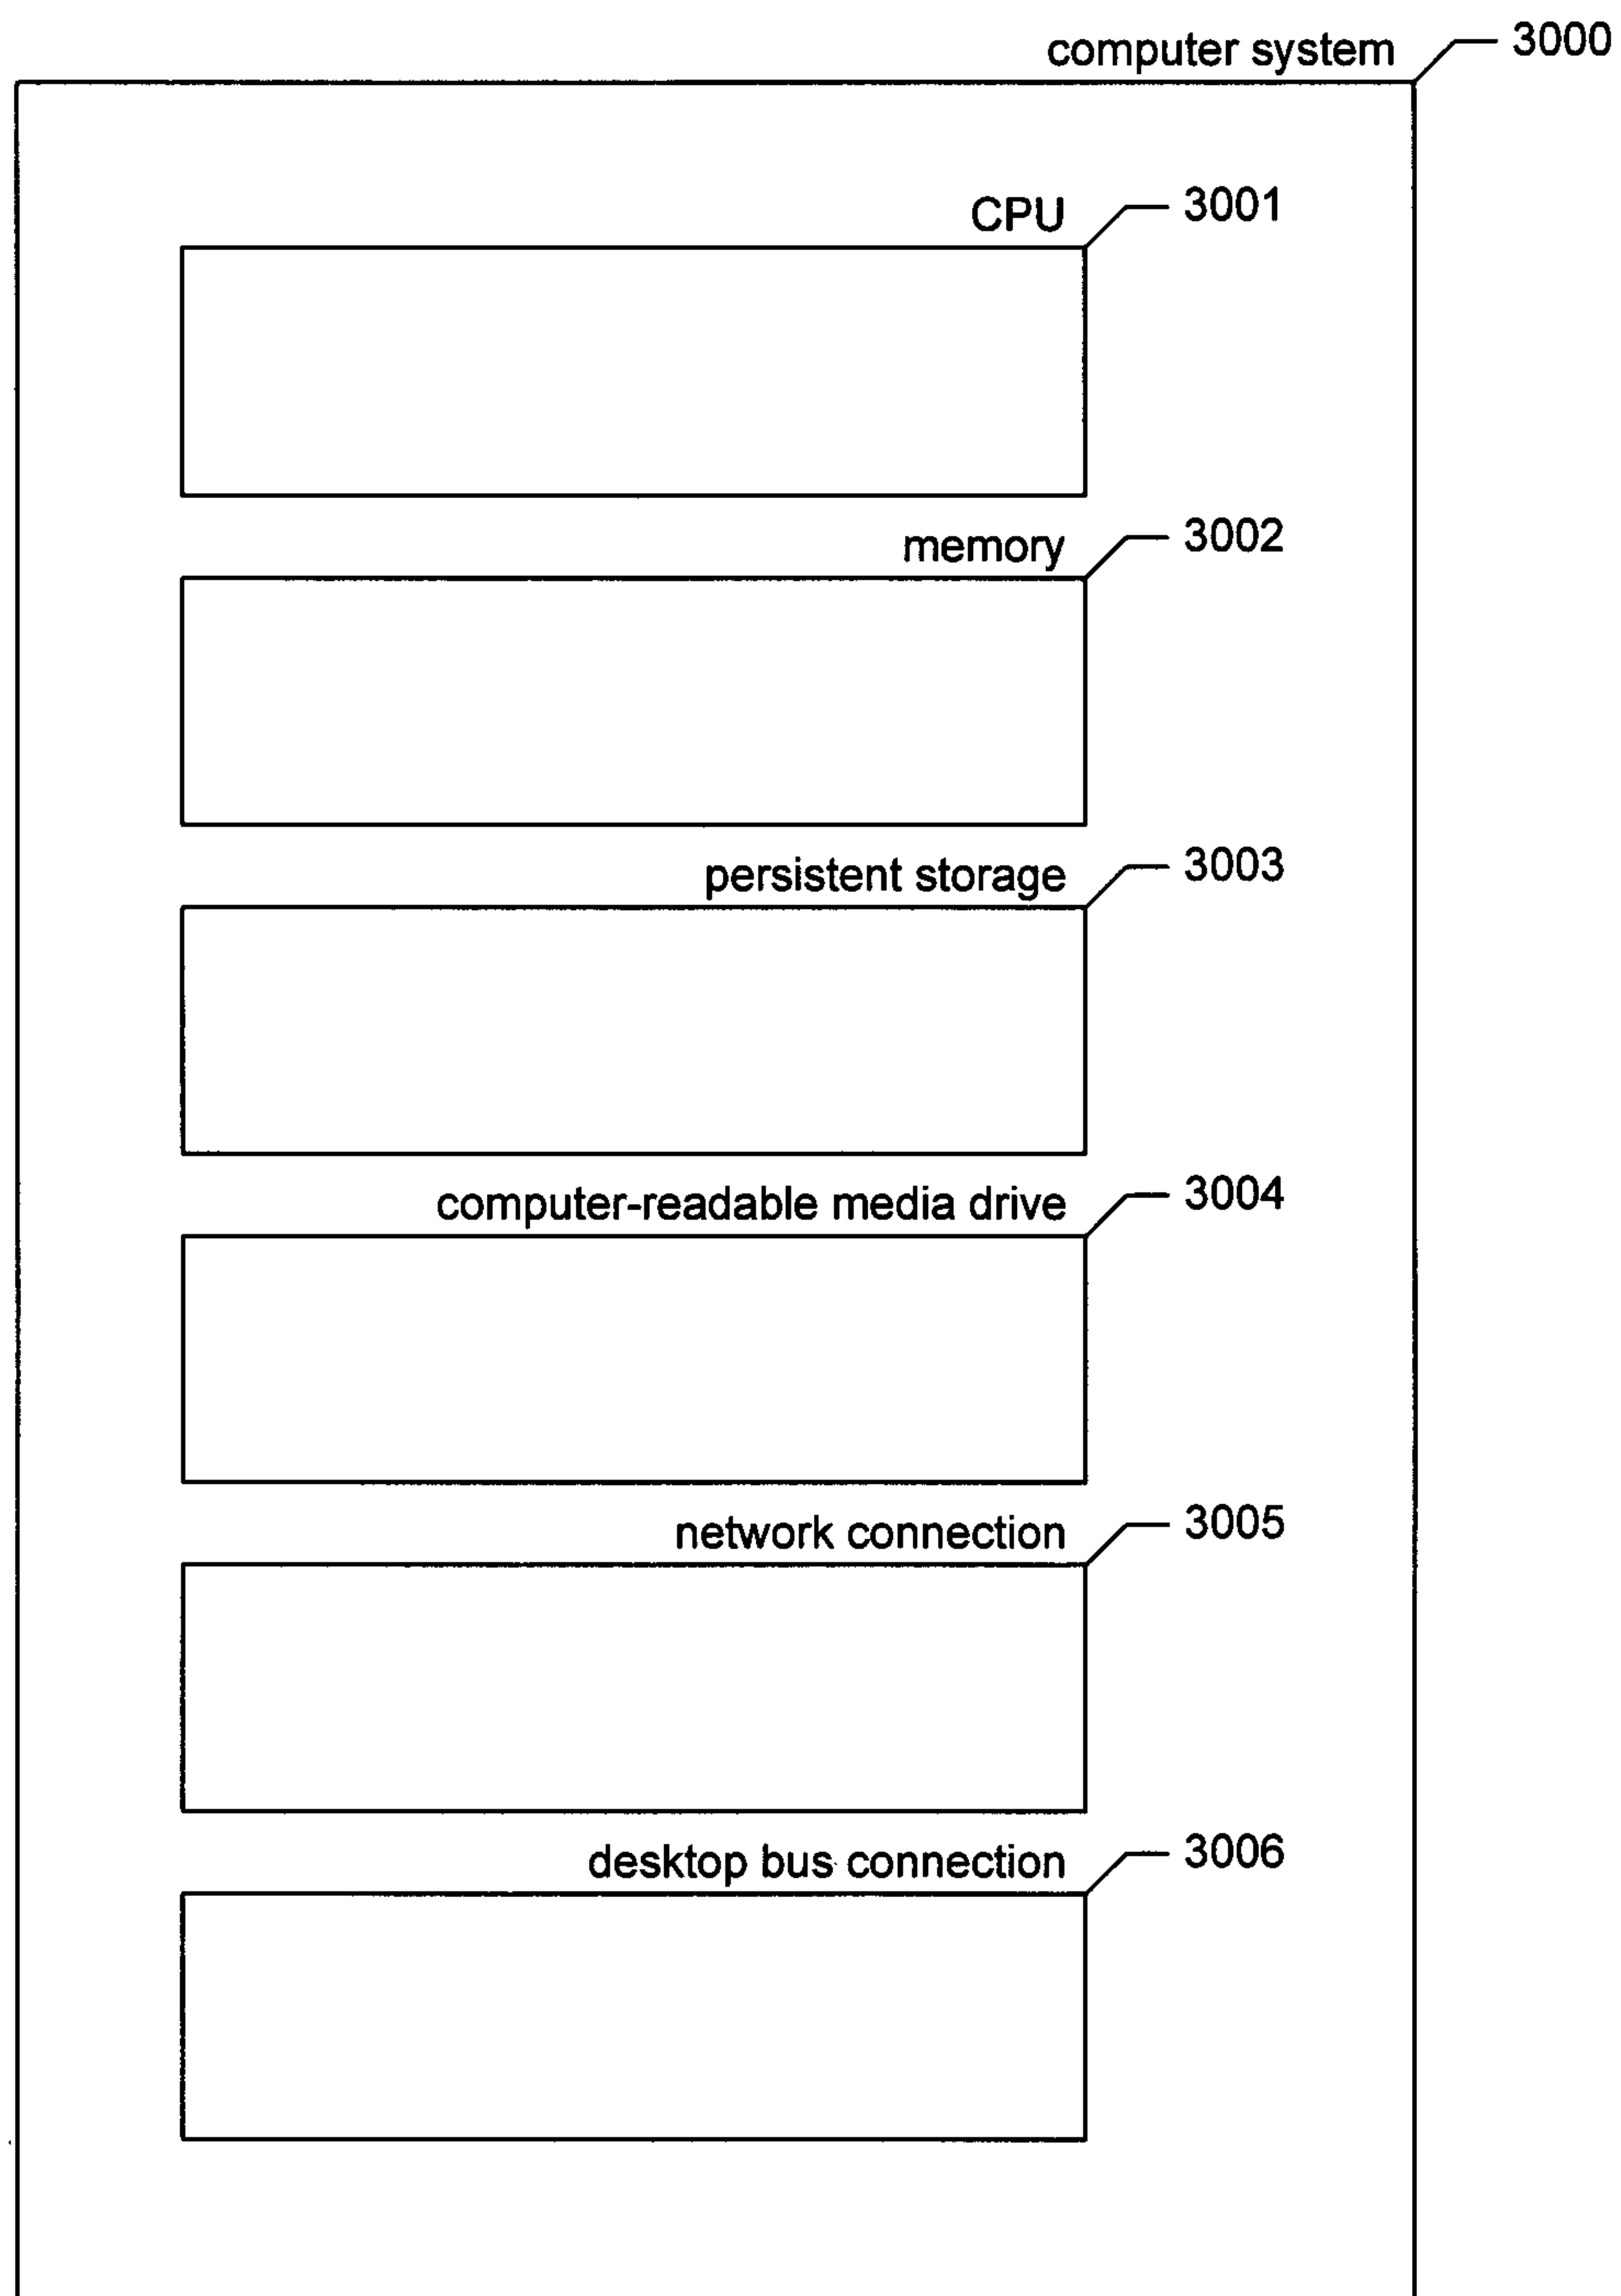 computer system 3000
CPU 3001
memory 3002
persistent storage 3003
computer-readable media drive 3004
network connection 3005
desktop bus connection 3006